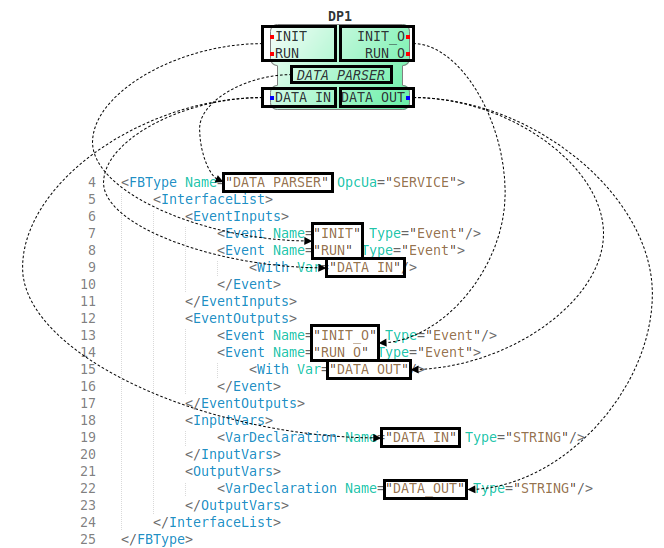 DP1
INIT INIT_O
RUN RUN_O
DATA_PARSER
DATA_IN DATA_OUT
4 <FBType Name="DATA_PARSER" OpcUa="SERVICE">
5 <InterfaceList>
6 <EventInputs>
7 <Event Name="INIT" Type="Event"/>
8 <Event Name="RUN" Type="Event">
9 <With Var="DATA_IN"/>
10 </Event>
11 </EventInputs>
12 <EventOutputs>
13 <Event Name="INIT_O" Type="Event"/>
14 <Event Name="RUN_O" Type="Event">
15 <With Var="DATA_OUT"/>
16 </Event>
17 </EventOutputs>
18 <InputVars>
19 <VarDeclaration Name="DATA_IN" Type="STRING"/>
20 </InputVars>
21 <OutputVars>
22 <VarDeclaration Name="DATA_OUT" Type="STRING"/>
23 </OutputVars>
24 </InterfaceList>
25 </FBType>